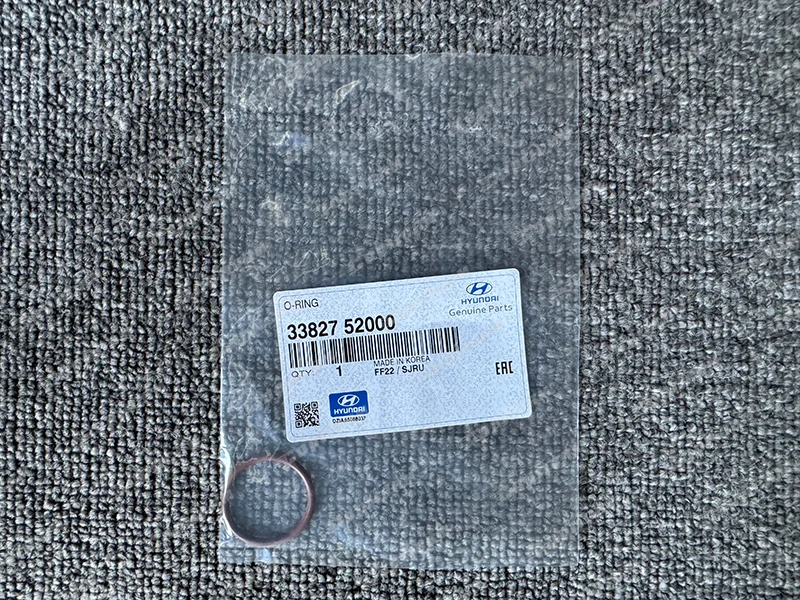 O-RING
HYUNDAI
Genuine Parts
33827 52000
MADE IN KOREA
QTY. 1 FF22 / SJRU
EAC
HYUNDAI